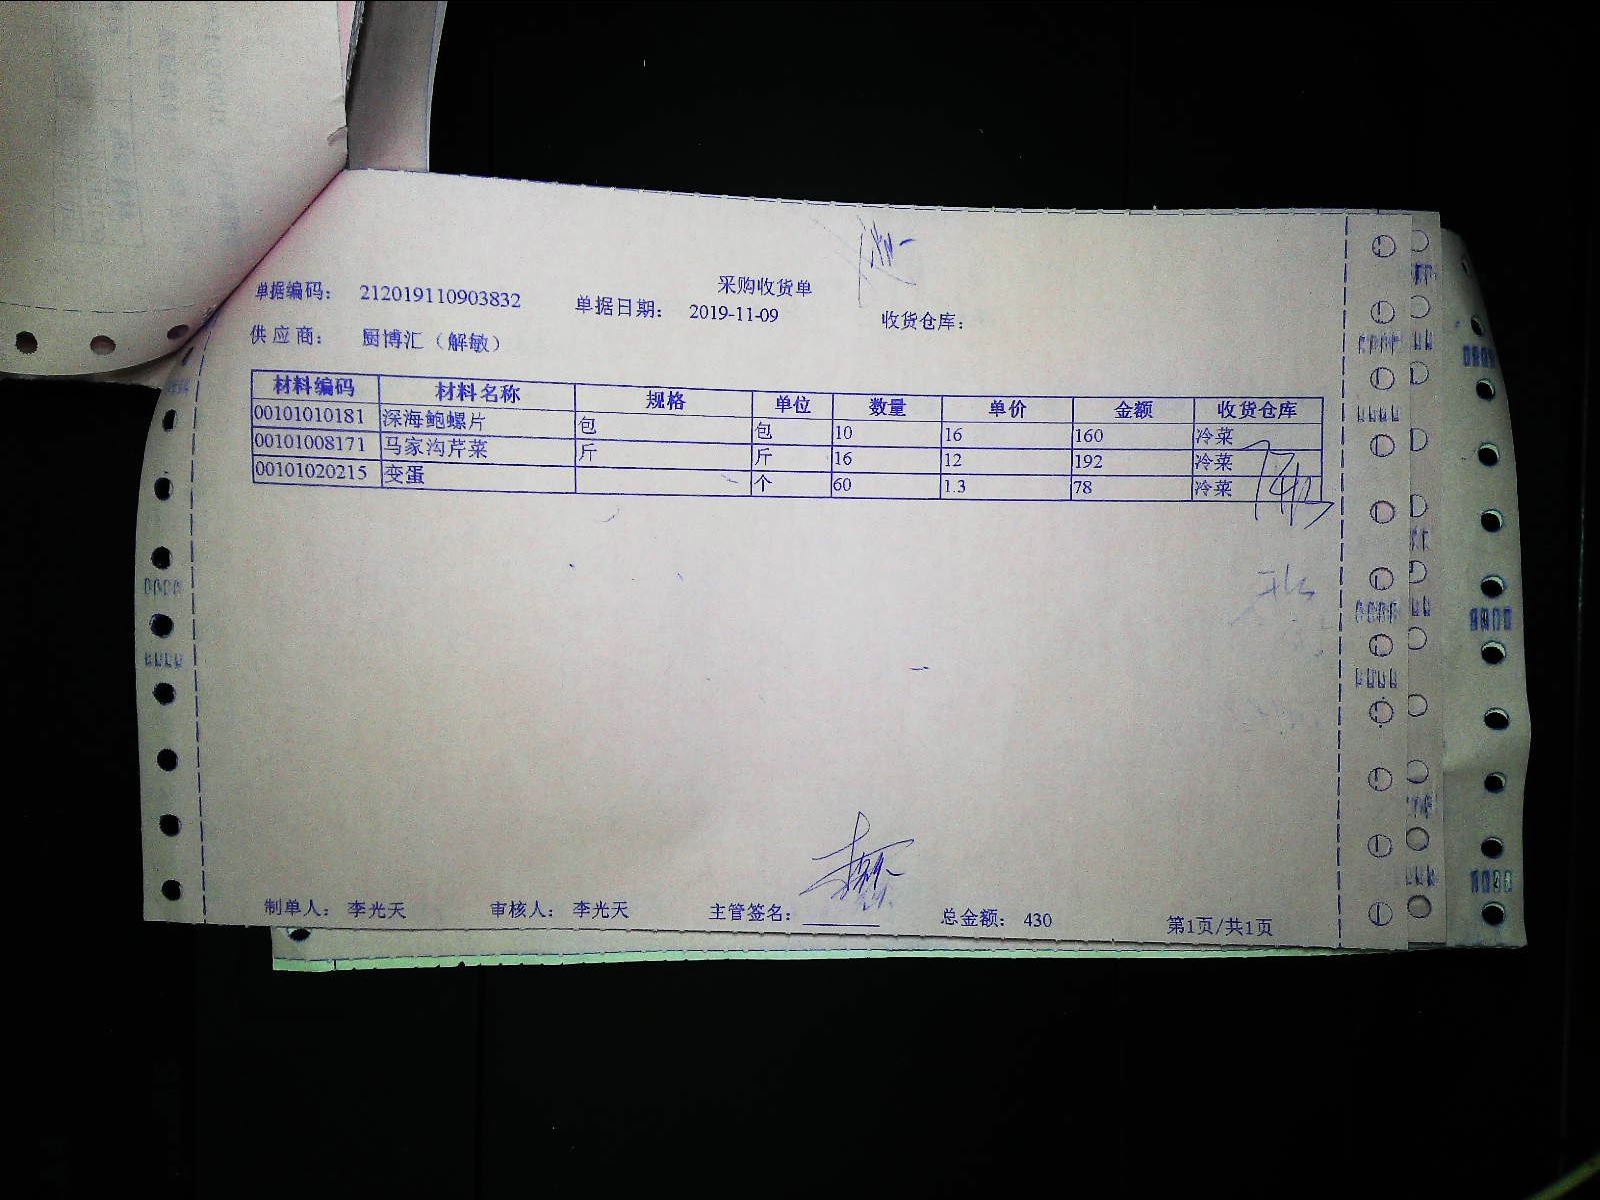 采购收货单
单据编码： 212019110903832 单据日期： 2019-11-09 收货仓库：
供应商： 厨博汇（解敏）
材料编码 材料名称 规格 单位 数量 单价 金额 收货仓库
00101010181 深海鲍螺片 包 包 10 16 160 冷菜
00101008171 马家沟芹菜 斤 斤 16 12 192 冷菜
00101020215 变蛋 个 60 1.3 78 冷菜
制单人： 李光天 审核人： 李光天 主管签名： 总金额： 430 第1页/共1页